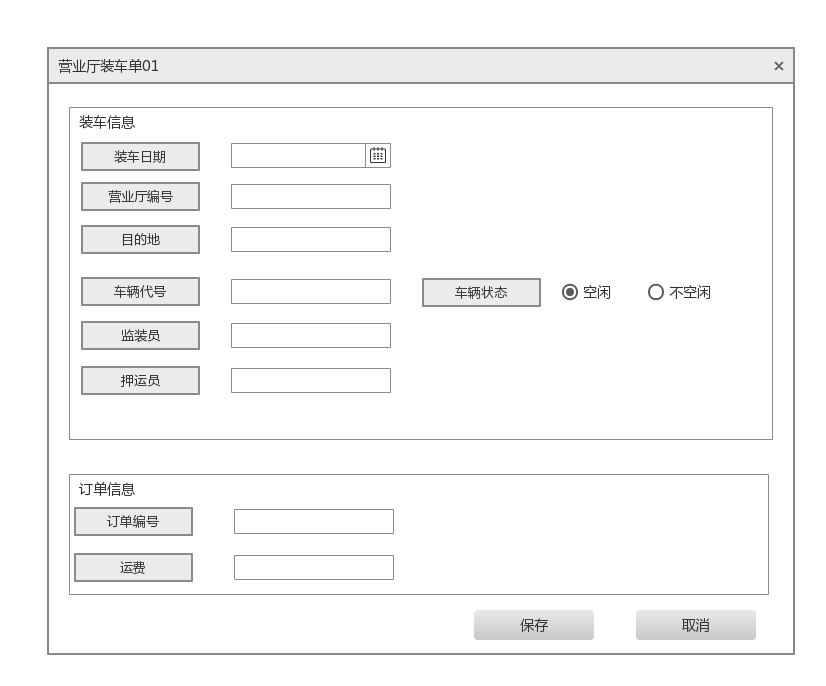 营业厅装车单01
装车信息
装车日期
营业厅编号
目的地
车辆代号
车辆状态 空闲 不空闲
监装员
押运员
订单信息
订单编号
运费
保存 取消